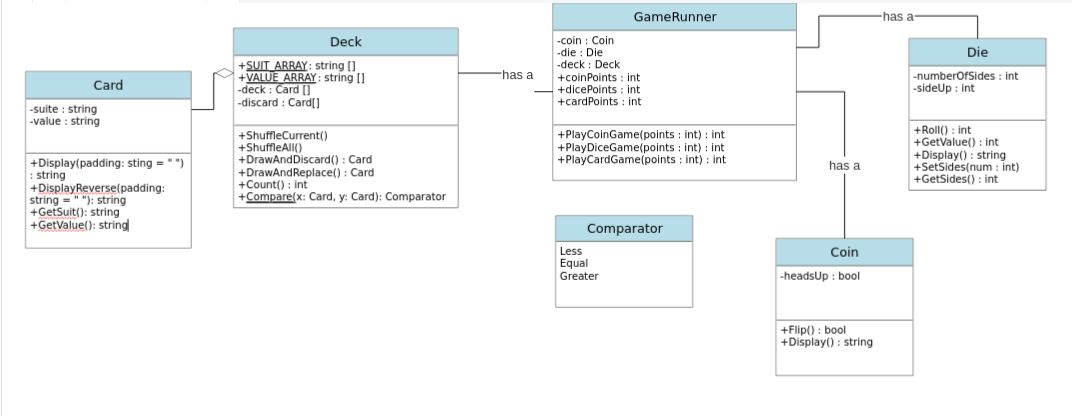 Card
-suite : string
-value : string
+Display(padding: sting = " ")
: string
+DisplayReverse(padding:
string = " "): string
+GetSuit(): string
+GetValue(): string
Deck
+SUIT_ARRAY : string []
+VALUE_ARRAY : string []
-deck : Card []
-discard : Card[]
+ShuffleCurrent()
+ShuffleAll()
+DrawAndDiscard() : Card
+DrawAndReplace() : Card
+Count() : int
+Compare(x: Card, y: Card): Comparator
has a
GameRunner
-coin : Coin
-die : Die
-deck : Deck
+coinPoints : int
+dicePoints : int
+cardPoints : int
+PlayCoinGame(points : int) : int
+PlayDiceGame(points : int) : int
+PlayCardGame(points : int) : int
has a
Die
-numberOfSides : int
-sideUp : int
+Roll() : int
+GetValue() : int
+Display() : string
+SetSides(num : int)
+GetSides() : int
has a
Comparator
Less
Equal
Greater
Coin
-headsUp : bool
+Flip() : bool
+Display() : string